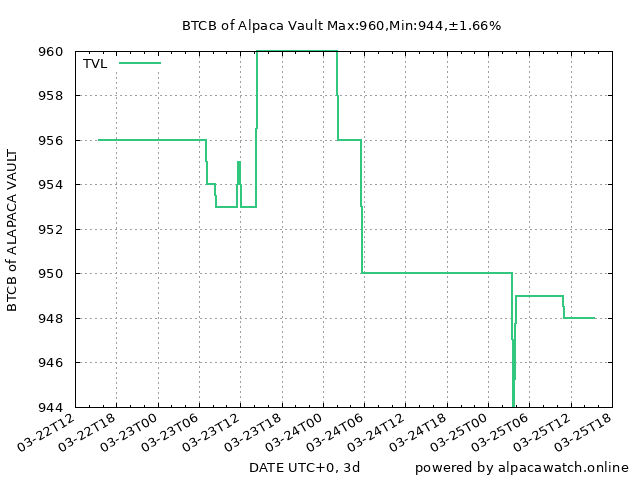 BTCB of Alpaca Vault Max:960,Min:944,±1.66%
TVL
960
958
956
954
952
950
948
946
944
BTCB of ALAPACA VAULT
03-22T12
03-22T18
03-23T00
03-23T06
03-23T12
03-23T18
03-24T00
03-24T06
03-24T12
03-24T18
03-25T00
03-25T06
03-25T12
03-25T18
DATE UTC+0, 3d
powered by alpacawatch.online